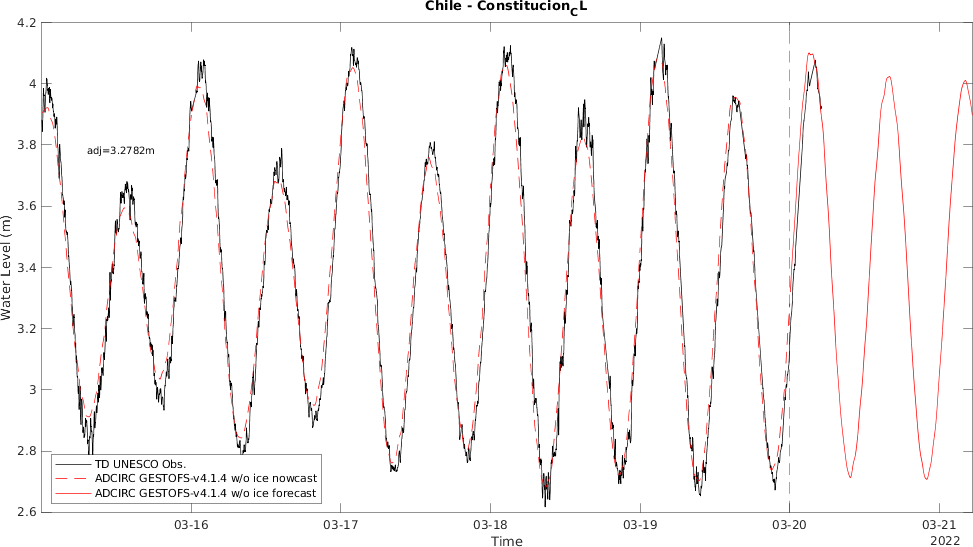 Chile - Constitucion_CL
4.2
4
3.8
3.6
3.4
3.2
3
2.8
2.6
Water Level (m)
adj=3.2782m
TD UNESCO Obs.
ADCIRC GESTOFS-v4.1.4 w/o ice nowcast
ADCIRC GESTOFS-v4.1.4 w/o ice forecast
03-16 03-17 03-18 03-19 03-20 03-21
Time
2022